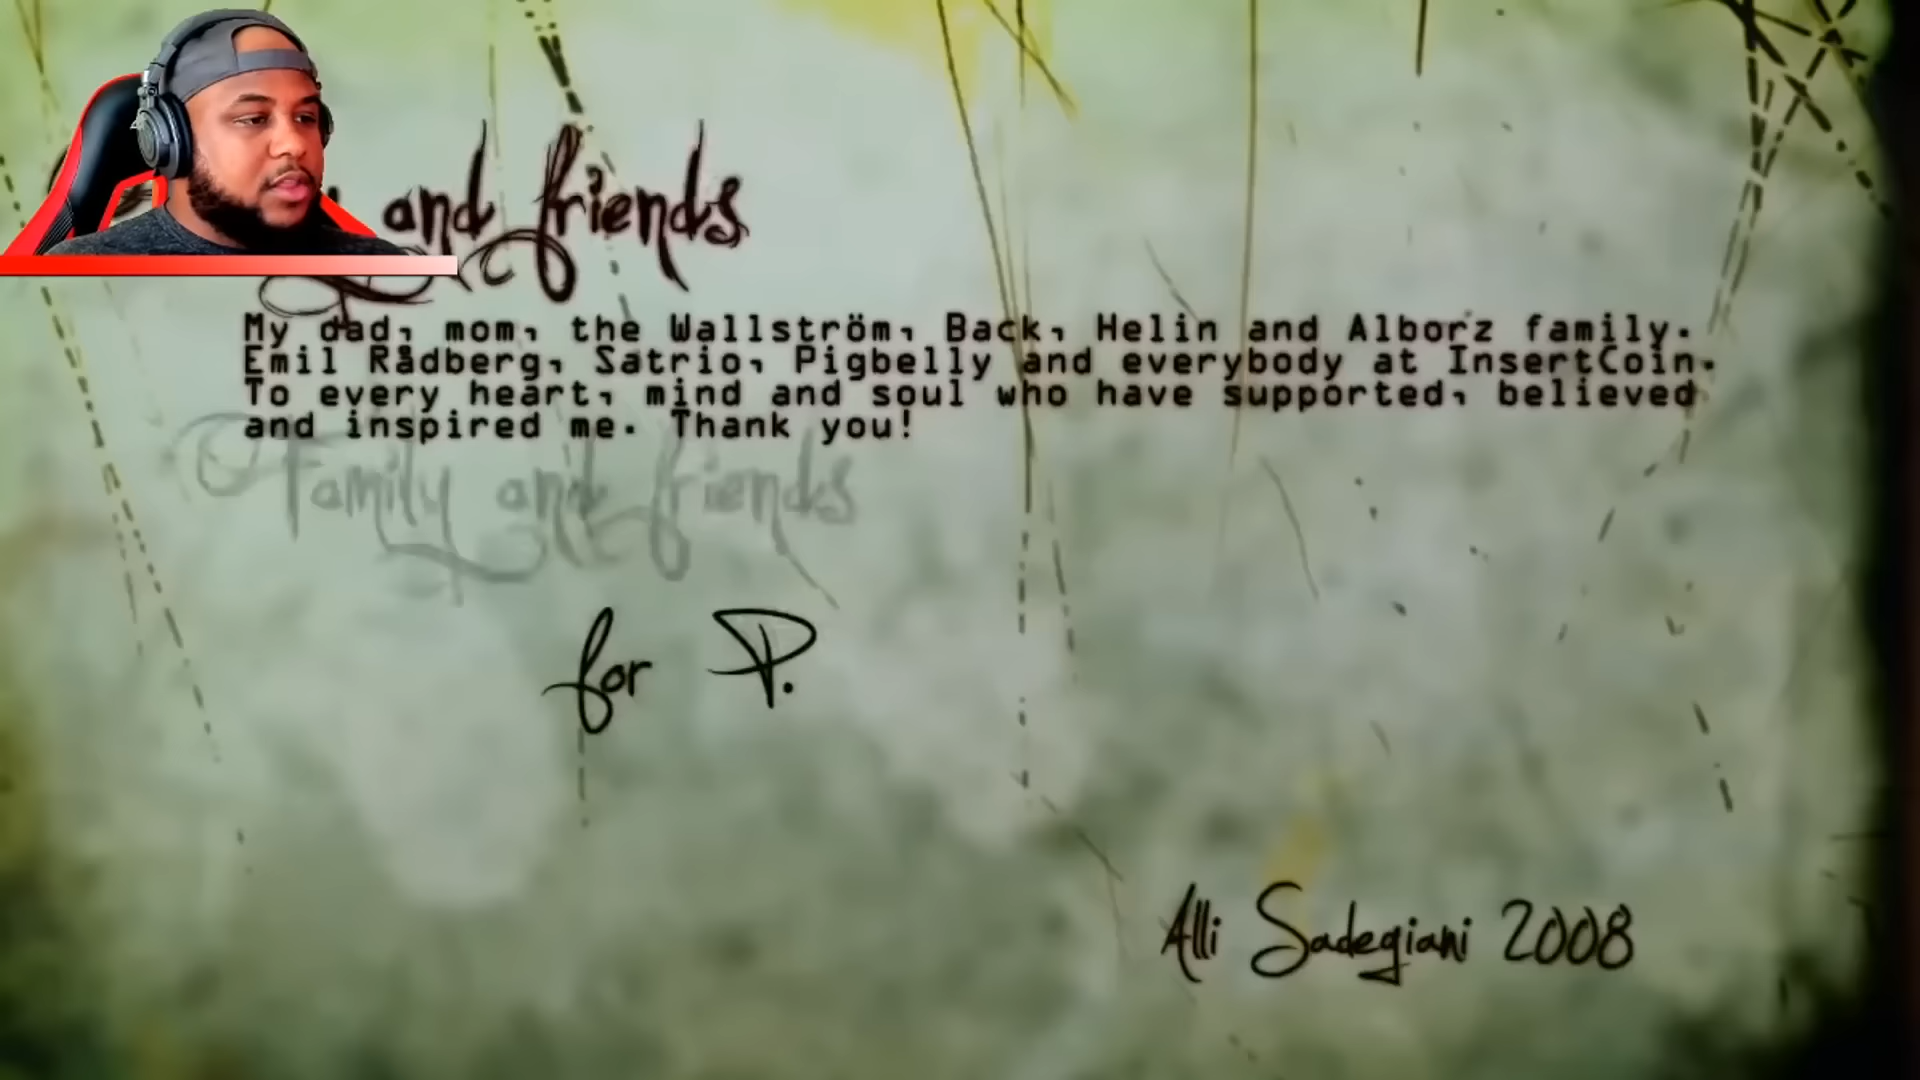 and friends
My dad, mom, the Wallström, Back, Helin and Alborz family.
Emil Rådberg, Satrio, Pigbelly and everybody at InsertCoin.
To every heart, mind and soul who have supported, believed
and inspired me. Thank you!
Family and friends
for P.
Alli Sadegiani 2008